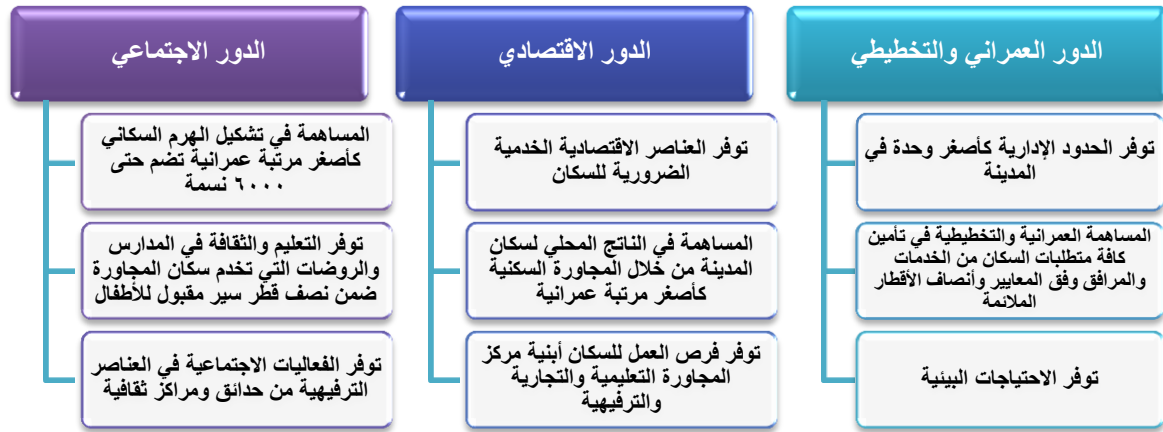 الدور العمراني والتخطيطي
توفر الحدود الإدارية كأصغر وحدة في
المدينة
المساهمة العمرانية والتخطيطية في تأمين
كافة متطلبات السكان من الخدمات
والمرافق وفق المعايير وأنصاف الأقطار
الملائمة
توفر الاحتياجات البيئية
الدور الاقتصادي
توفر العناصر الاقتصادية الخدمية
الضرورية للسكان
المساهمة في الناتج المحلي لسكان
المدينة من خلال المجاورة السكنية
كأصغر مرتبة عمرانية
توفر فرص العمل للسكان أبنية مركز
المجاورة التعليمية والتجارية
والترفيهية
الدور الاجتماعي
المساهمة في تشكيل الهرم السكاني
كأصغر مرتبة عمرانية تضم حتى
٦٠٠٠ نسمة
توفر التعليم والثقافة في المدارس
والروضات التي تخدم سكان المجاورة
ضمن نصف قطر سير مقبول للأطفال
توفر الفعاليات الاجتماعية في العناصر
الترفيهية من حدائق ومراكز ثقافية